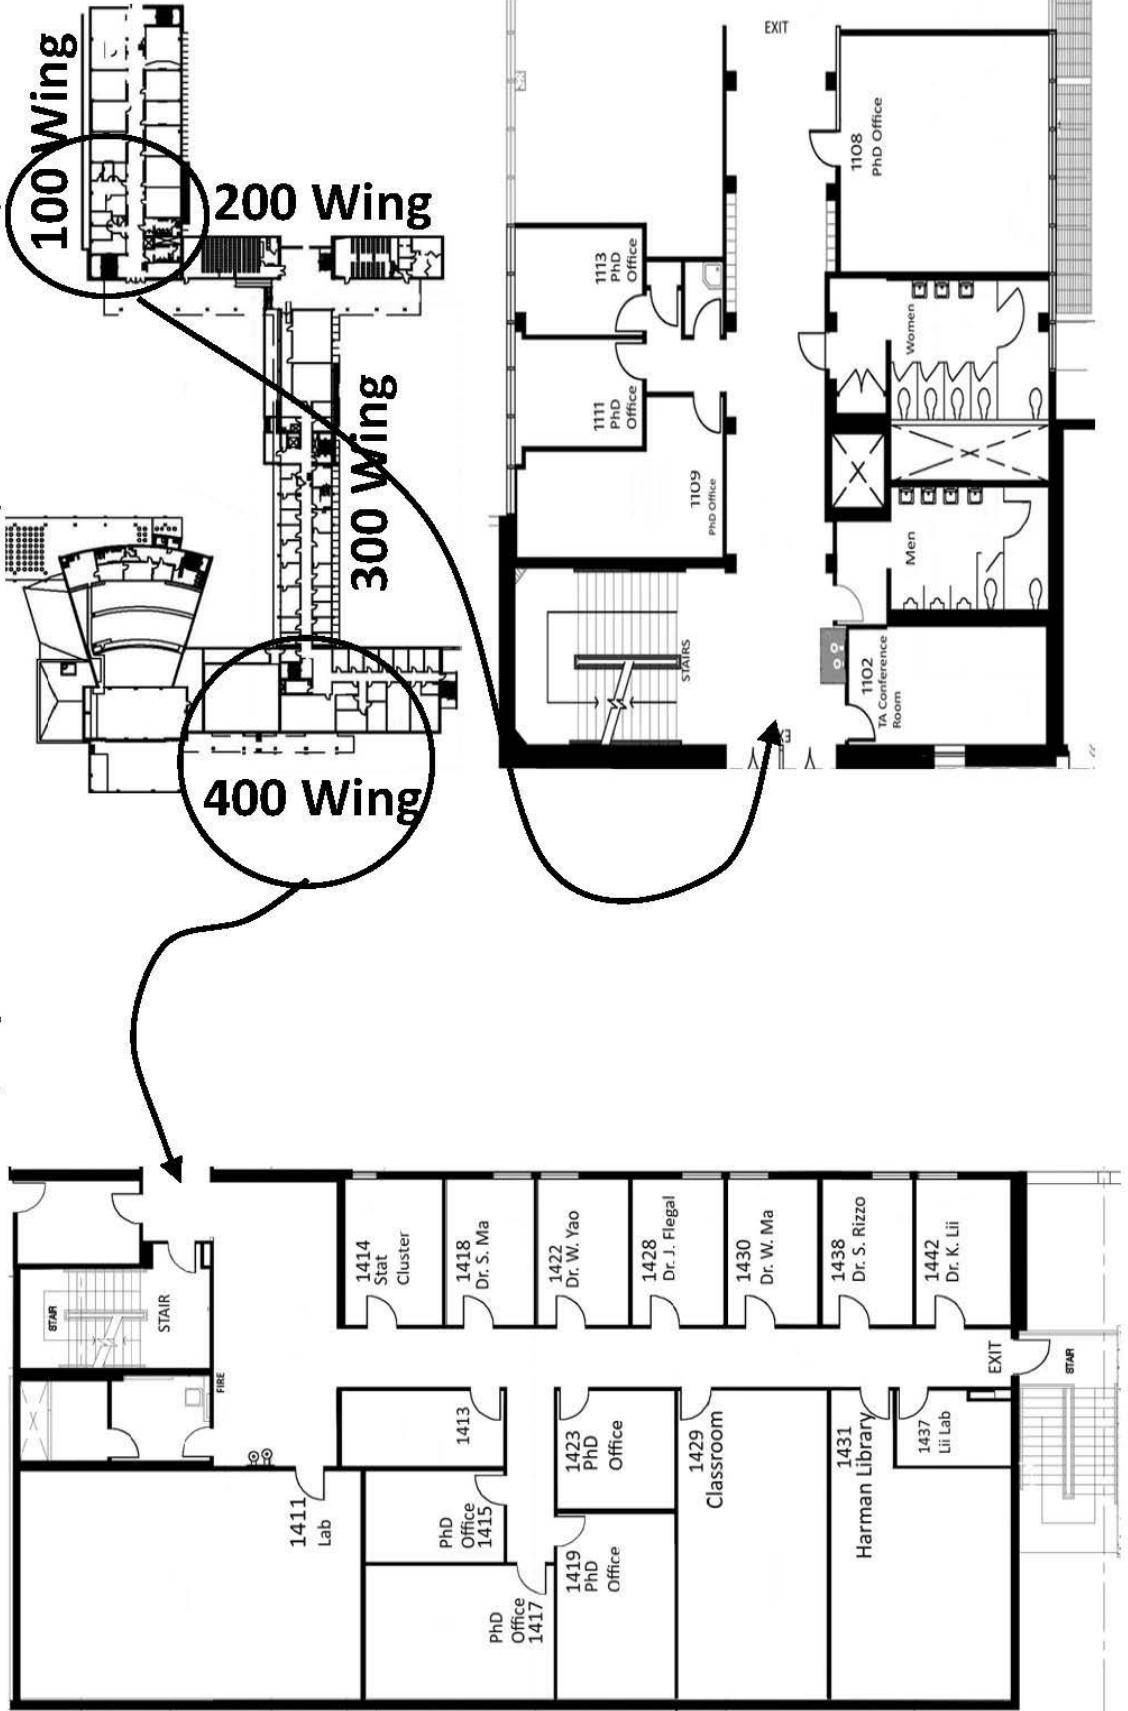 100 Wing
200 Wing
300 Wing
400 Wing
EXIT
1108
PhD Office
1113
PhD
Office
1111
PhD
Office
1109
PhD Office
Women
Men
STAIRS
1102
TA Conference
Room
1414
Stat
Cluster
1418
Dr. S. Ma
1422
Dr. W. Yao
1428
Dr. J. Flegal
1430
Dr. W. Ma
1438
Dr. S. Rizzo
1442
Dr. K. Lii
STAIR
STAIR
FIRE
EXIT
STAIR
1413
1423
PhD
Office
1429
Classroom
1431
Harman Library
1437
Lii Lab
1411
Lab
PhD
Office
1415
PhD
Office
1417
1419
PhD
Office